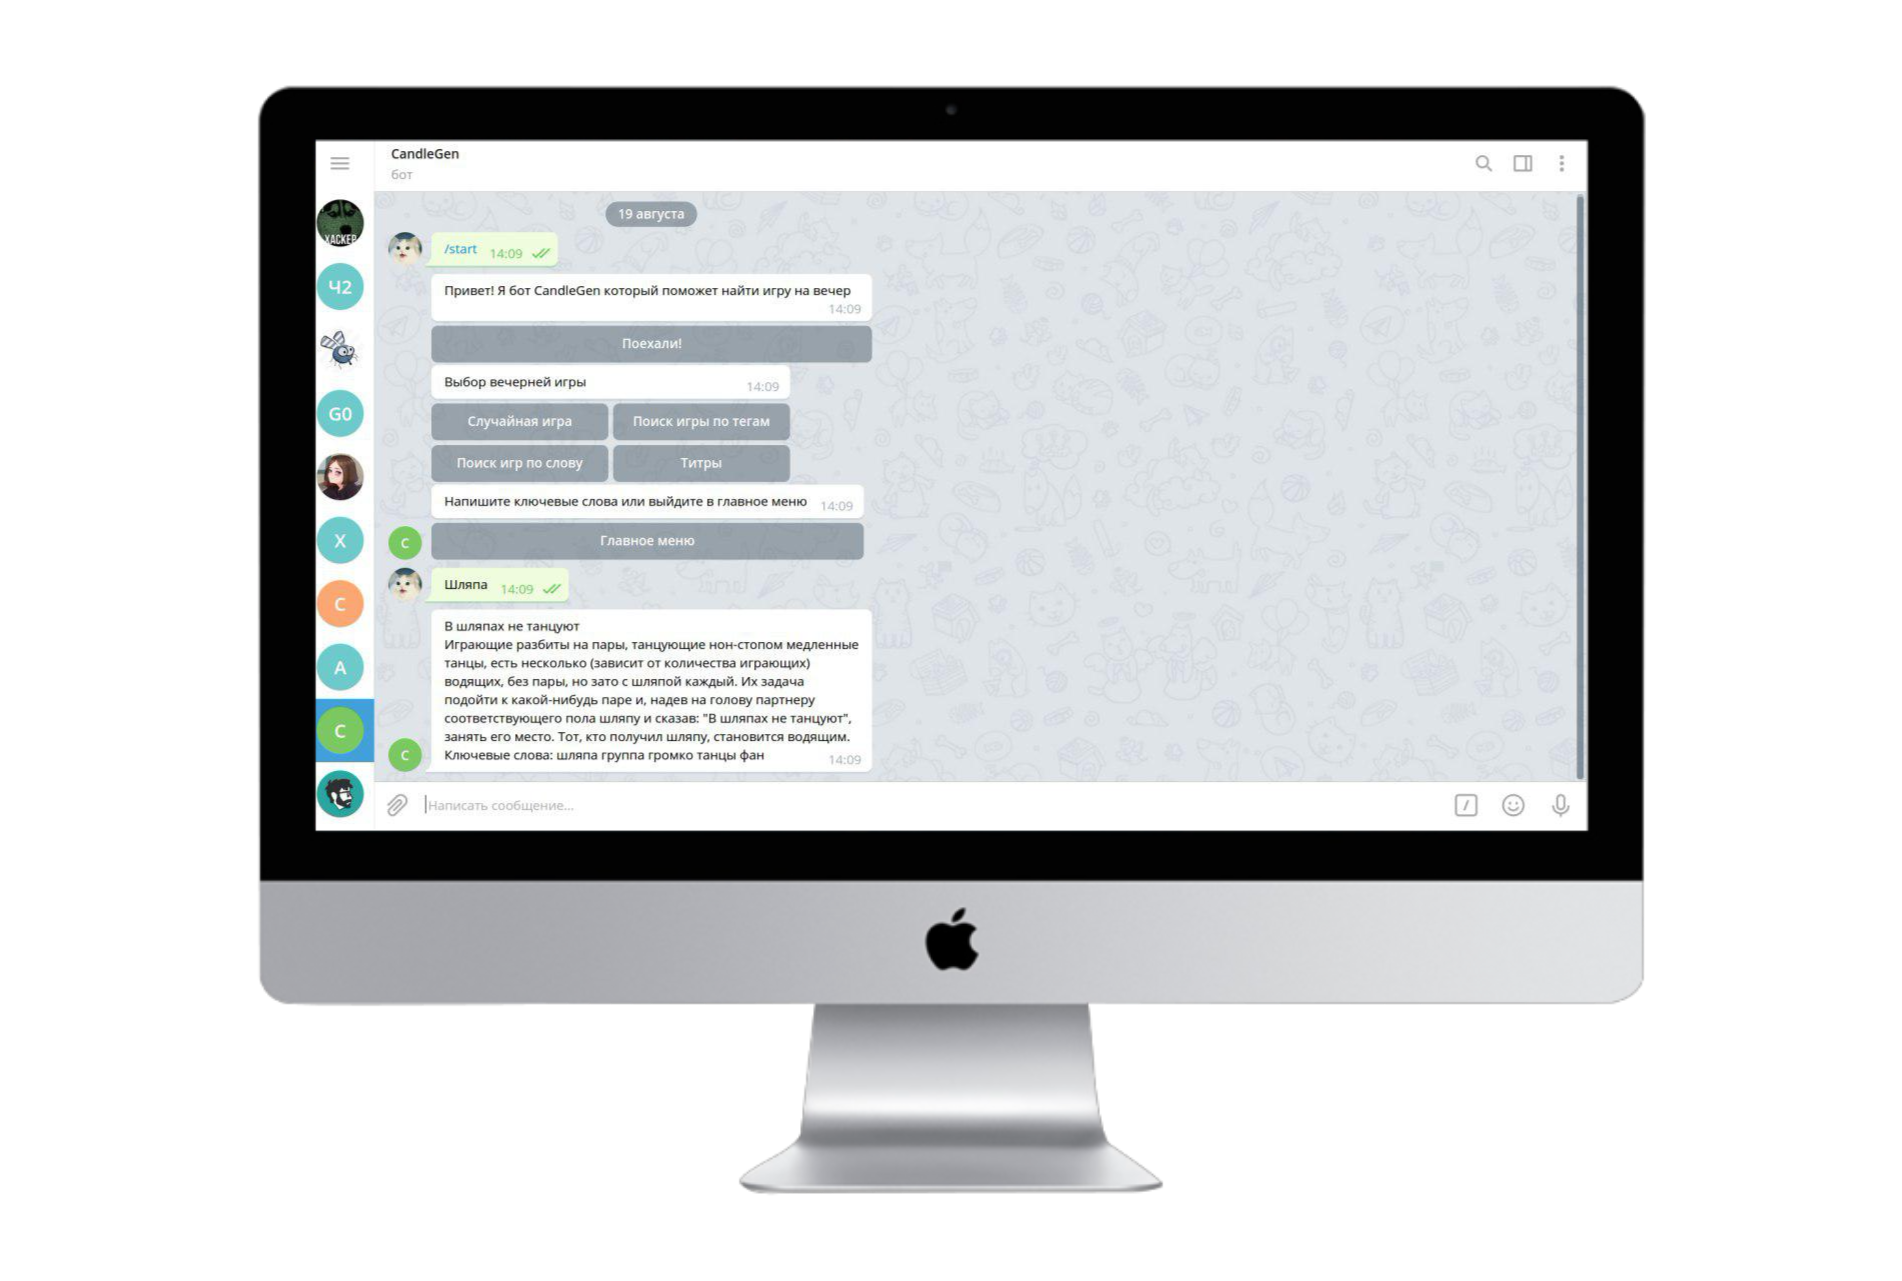 CandleGen
бот
19 августа
ХАСКЕР
/start 14:09
Ч2
Привет! Я бот CandleGen который поможет найти игру на вечер
14:09
Поехали!
Выбор вечерней игры 14:09
G0
Случайная игра Поиск игры по тегам
Поиск игр по слову Титры
Напишите ключевые слова или выйдите в главное меню 14:09
X
C Главное меню
Шляпа 14:09
C
В шляпах не танцуют
Играющие разбиты на пары, танцующие нон-стопом медленные
танцы, есть несколько (зависит от количества играющих)
A
водящих, без пары, но зато с шляпой каждый. Их задача
подойти к какой-нибудь паре и, надев на голову партнеру
соответствующего пола шляпу и сказав: "В шляпах не танцуют",
C
занять его место. Тот, кто получил шляпу, становится водящим.
C Ключевые слова: шляпа группа громко танцы фан 14:09
Написать сообщение...